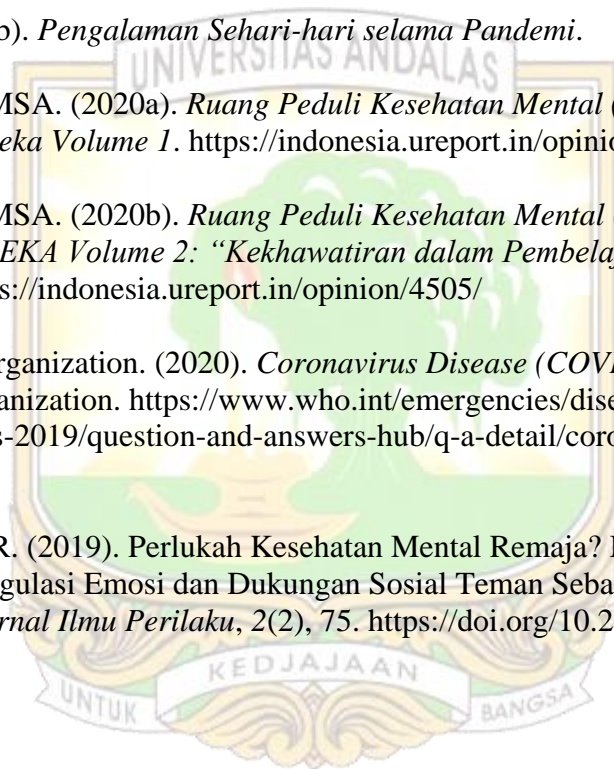 b). Pengalaman Sehari-hari selama Pandemi.
UNIVERSITAS ANDALAS
MSA. (2020a). Ruang Peduli Kesehatan Mental (
eka Volume 1. https://indonesia.ureport.in/opinio
MSA. (2020b). Ruang Peduli Kesehatan Mental
EKA Volume 2: “Kekhawatiran dalam Pembelaj
s://indonesia.ureport.in/opinion/4505/
rganization. (2020). Coronavirus Disease (COVI
anization. https://www.who.int/emergencies/dise
s-2019/question-and-answers-hub/q-a-detail/coro
R. (2019). Perlukah Kesehatan Mental Remaja?
gulasi Emosi dan Dukungan Sosial Teman Seba
rnal Ilmu Perilaku, 2(2), 75. https://doi.org/10.2
KEDJAJAAN
UNTUK
BANGSA